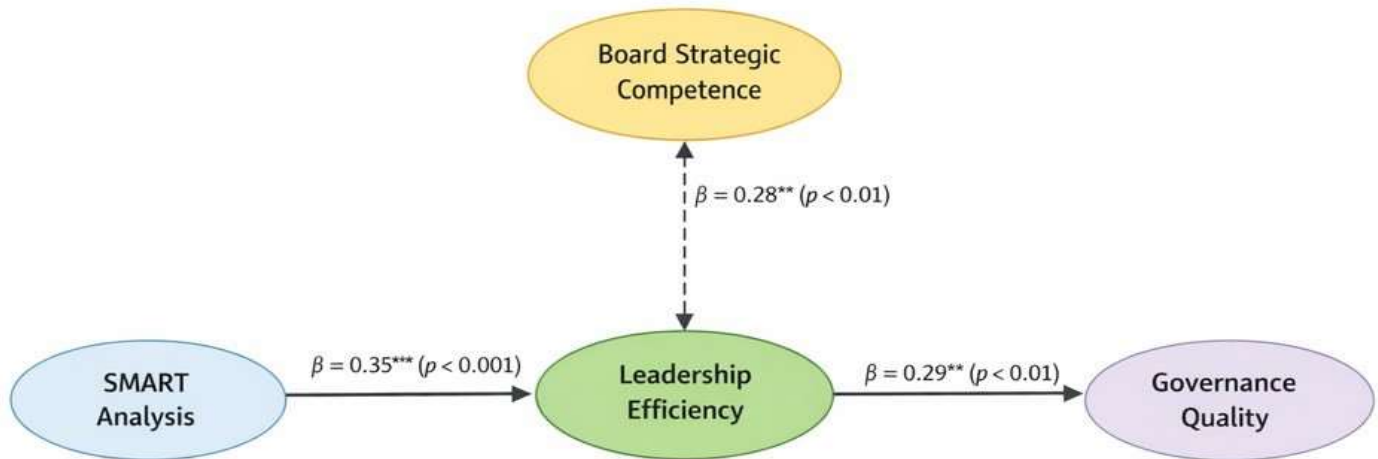 Board Strategic
Competence
β = 0.28** (p < 0.01)
β = 0.35*** (p < 0.001)
β = 0.29** (p < 0.01)
SMART
Analysis
Leadership
Efficiency
Governance
Quality